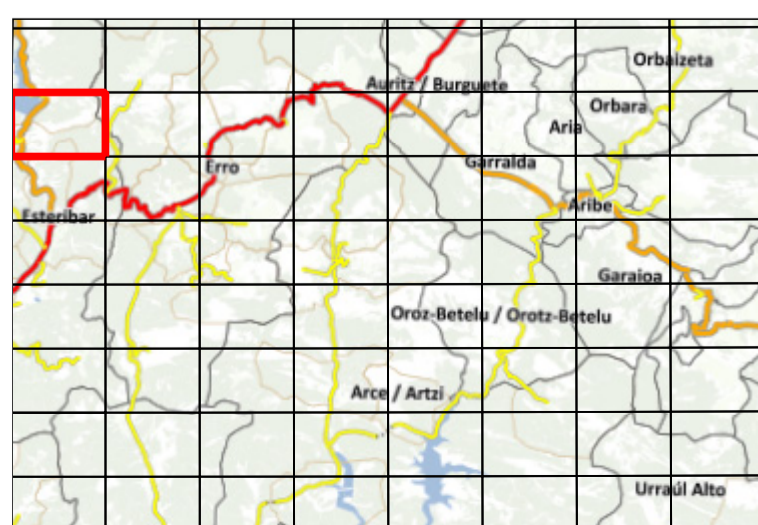 Orbaizeta
Auritz / Burguete
Orbara
Aria
Garralda
Erro
Aribe
Esteribar
Garaioa
Oroz-Betelu / Orotz-Betelu
Arce / Artzi
Urraúl Alto